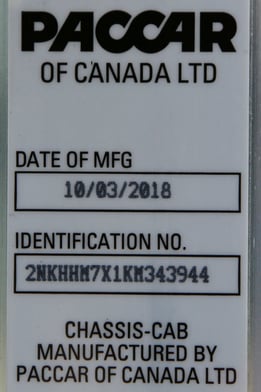 PACCAR
OF CANADA LTD
DATE OF MFG
10/03/2018
IDENTIFICATION NO.
2NKHHM7X1KM343944
CHASSIS-CAB
MANUFACTURED BY
PACCAR OF CANADA LTD